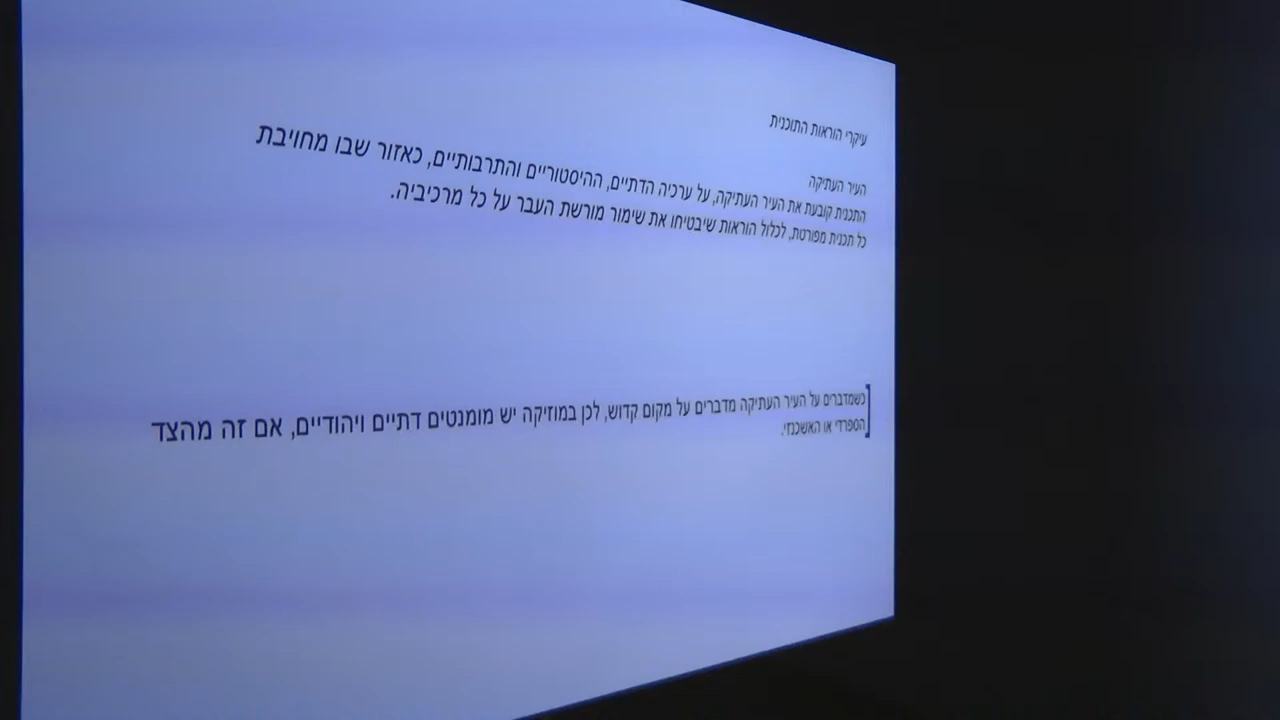 עיקרי הוראות התוכנית
העיר העתיקה
התכנית קובעת את העיר העתיקה, על ערכיה הדתיים, ההיסטוריים והתרבותיים, כאזור שבו מחויבת
כל תכנית מפורטת, לכלול הוראות שיבטיחו את שימור מורשת העבר על כל מרכיביה.
[כשמדברים על העיר העתיקה מדברים על מקום קדוש, לכן במוזיקה יש מומנטים דתיים ויהודיים, אם זה מהצד
הספרדי או האשכנזי.